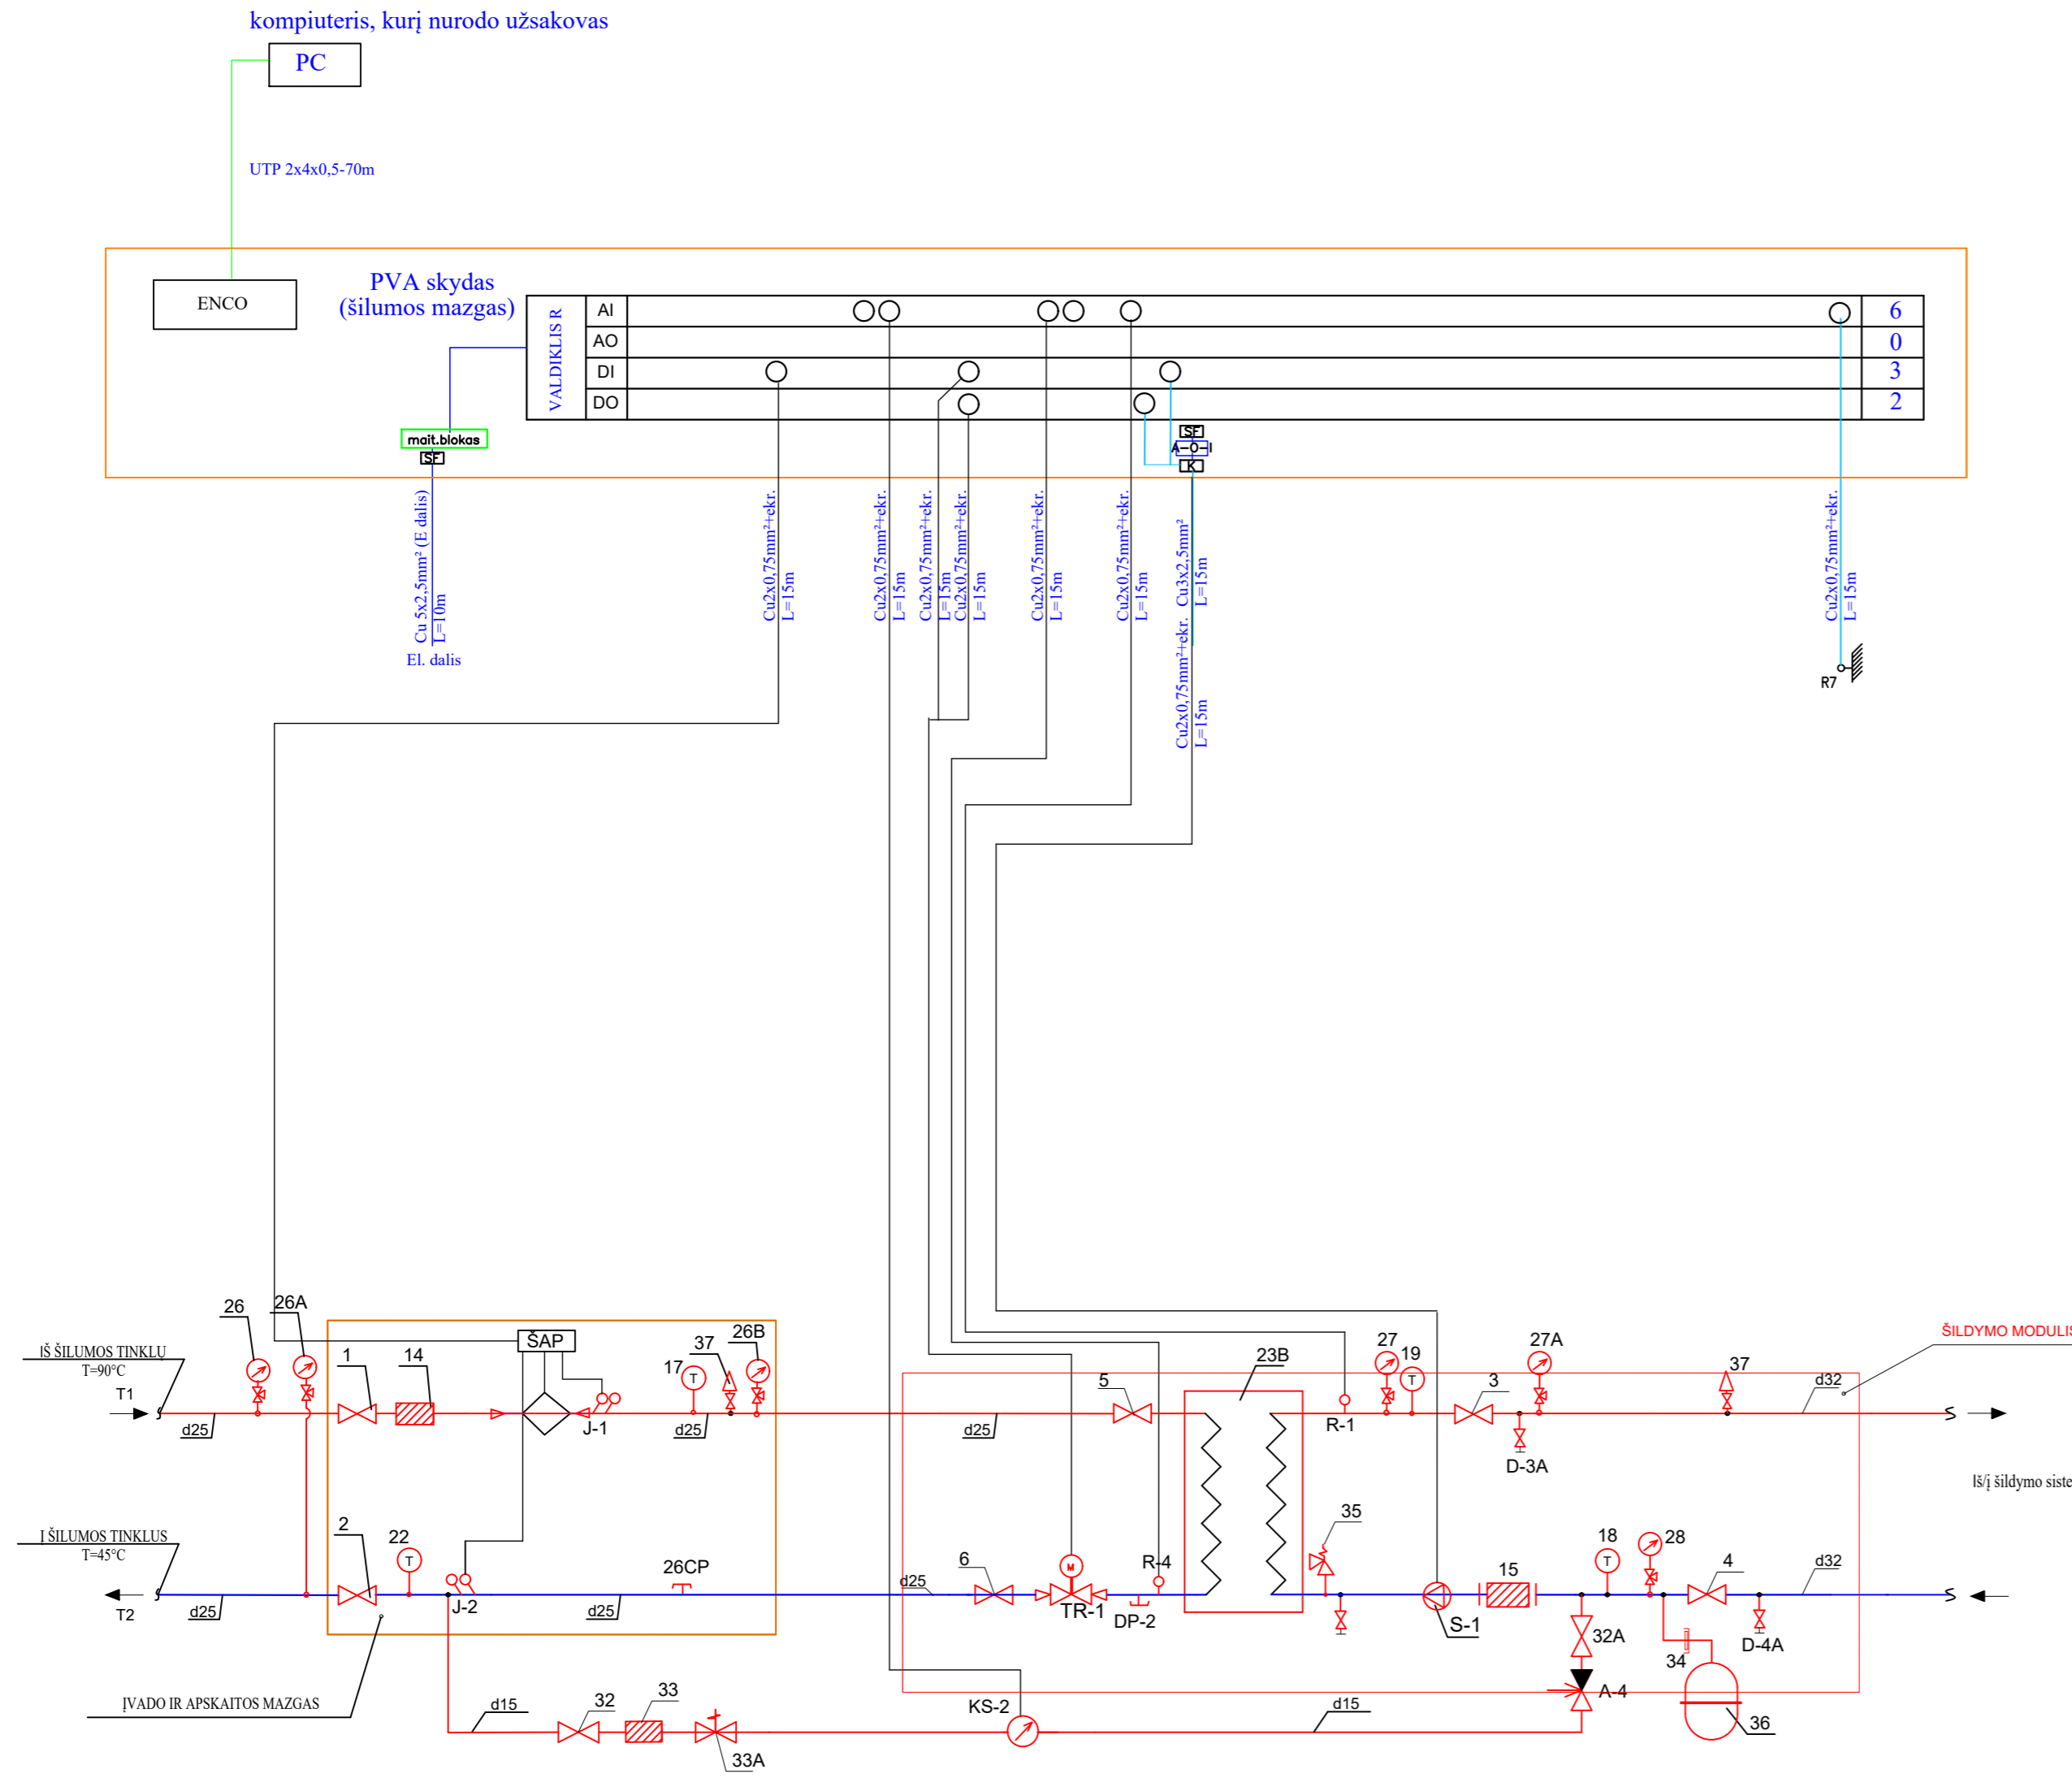 kompiuteris, kurį nurodo užsakovas
PC
UTP 2x4x0,5-70m
ENCO
PVA skydas
(šilumos mazgas)
VALDIKLIS R
AI
6
AO
0
DI
3
DO
2
mait.blokas
SF
SF
A-O-I
K
Cu 5x2,5mm² (E dalis)
L=10m
El. dalis
Cu2x0,75mm²+ekr.
L=15m
Cu2x0,75mm²+ekr.
L=15m
Cu2x0,75mm²+ekr.
L=15m
Cu2x0,75mm²+ekr.
L=15m
Cu2x0,75mm²+ekr.
L=15m
Cu2x0,75mm²+ekr.
L=15m
Cu3x2,5mm²
L=15m
Cu2x0,75mm²+ekr.
L=15m
Cu2x0,75mm²+ekr.
L=15m
R7
IŠ ŠILUMOS TINKLŲ
T=90°C
T1
26
26A
1
14
ŠAP
J-1
17
37
26B
d25
d25
d25
5
23B
R-1
27
19
3
27A
37
d32
D-3A
ŠILDYMO MODULIS
Iš/į šildymo siste
Į ŠILUMOS TINKLUS
T=45°C
T2
d25
2
22
J-2
d25
26CP
d25
6
TR-1
DP-2
R-4
35
S-1
15
18
28
4
d32
D-4A
32A
34
A-4
36
ĮVADO IR APSKAITOS MAZGAS
d15
32
33
33A
KS-2
d15
T
T
T
T
M